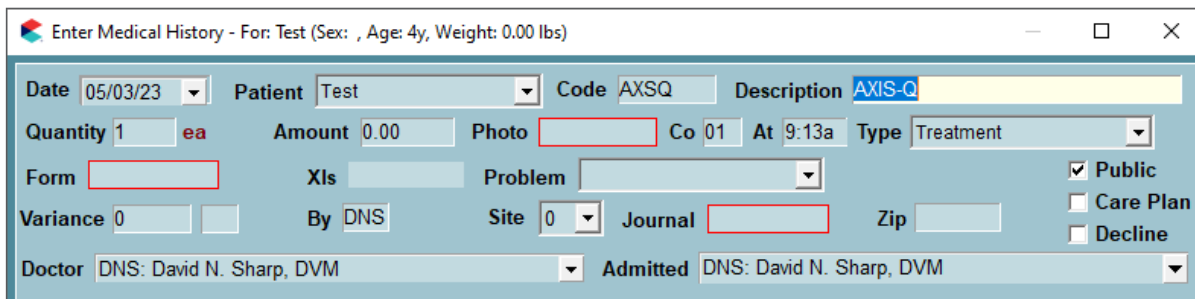 Enter Medical History - For: Test (Sex: , Age: 4y, Weight: 0.00 lbs)
Date 05/03/23 Patient Test Code AXSQ Description AXIS-Q
Quantity 1 ea Amount 0.00 Photo Co 01 At 9:13a Type Treatment
Form Xls Problem Public
Variance 0 By DNS Site 0 Journal Zip Care Plan
Decline
Doctor DNS: David N. Sharp, DVM Admitted DNS: David N. Sharp, DVM